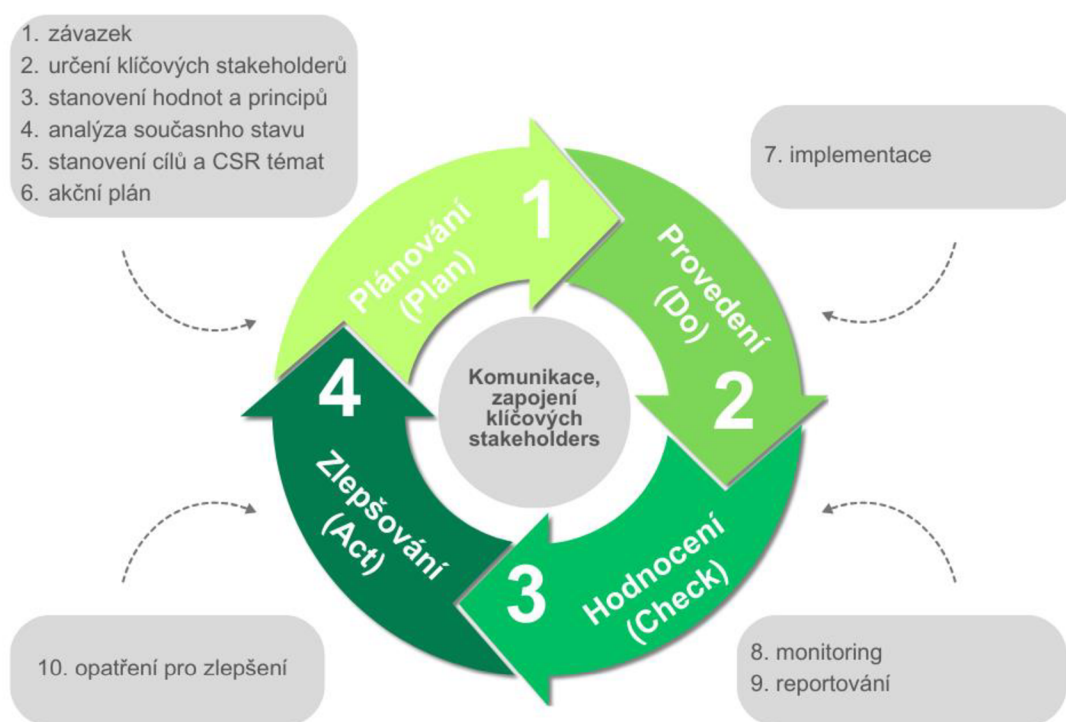 1. závazek
2. určení klíčových stakeholderů
3. stanovení hodnot a principů
4. analýza současnho stavu
5. stanovení cílů a CSR témat
6. akční plán
7. implementace
1
Plánování
(Plan)
Provedení
(Do)
2
Komunikace,
zapojení
klíčových
stakeholders
4
Zlepšování
(Act)
3
Hodnocení
(Check)
10. opatření pro zlepšení
8. monitoring
9. reportování